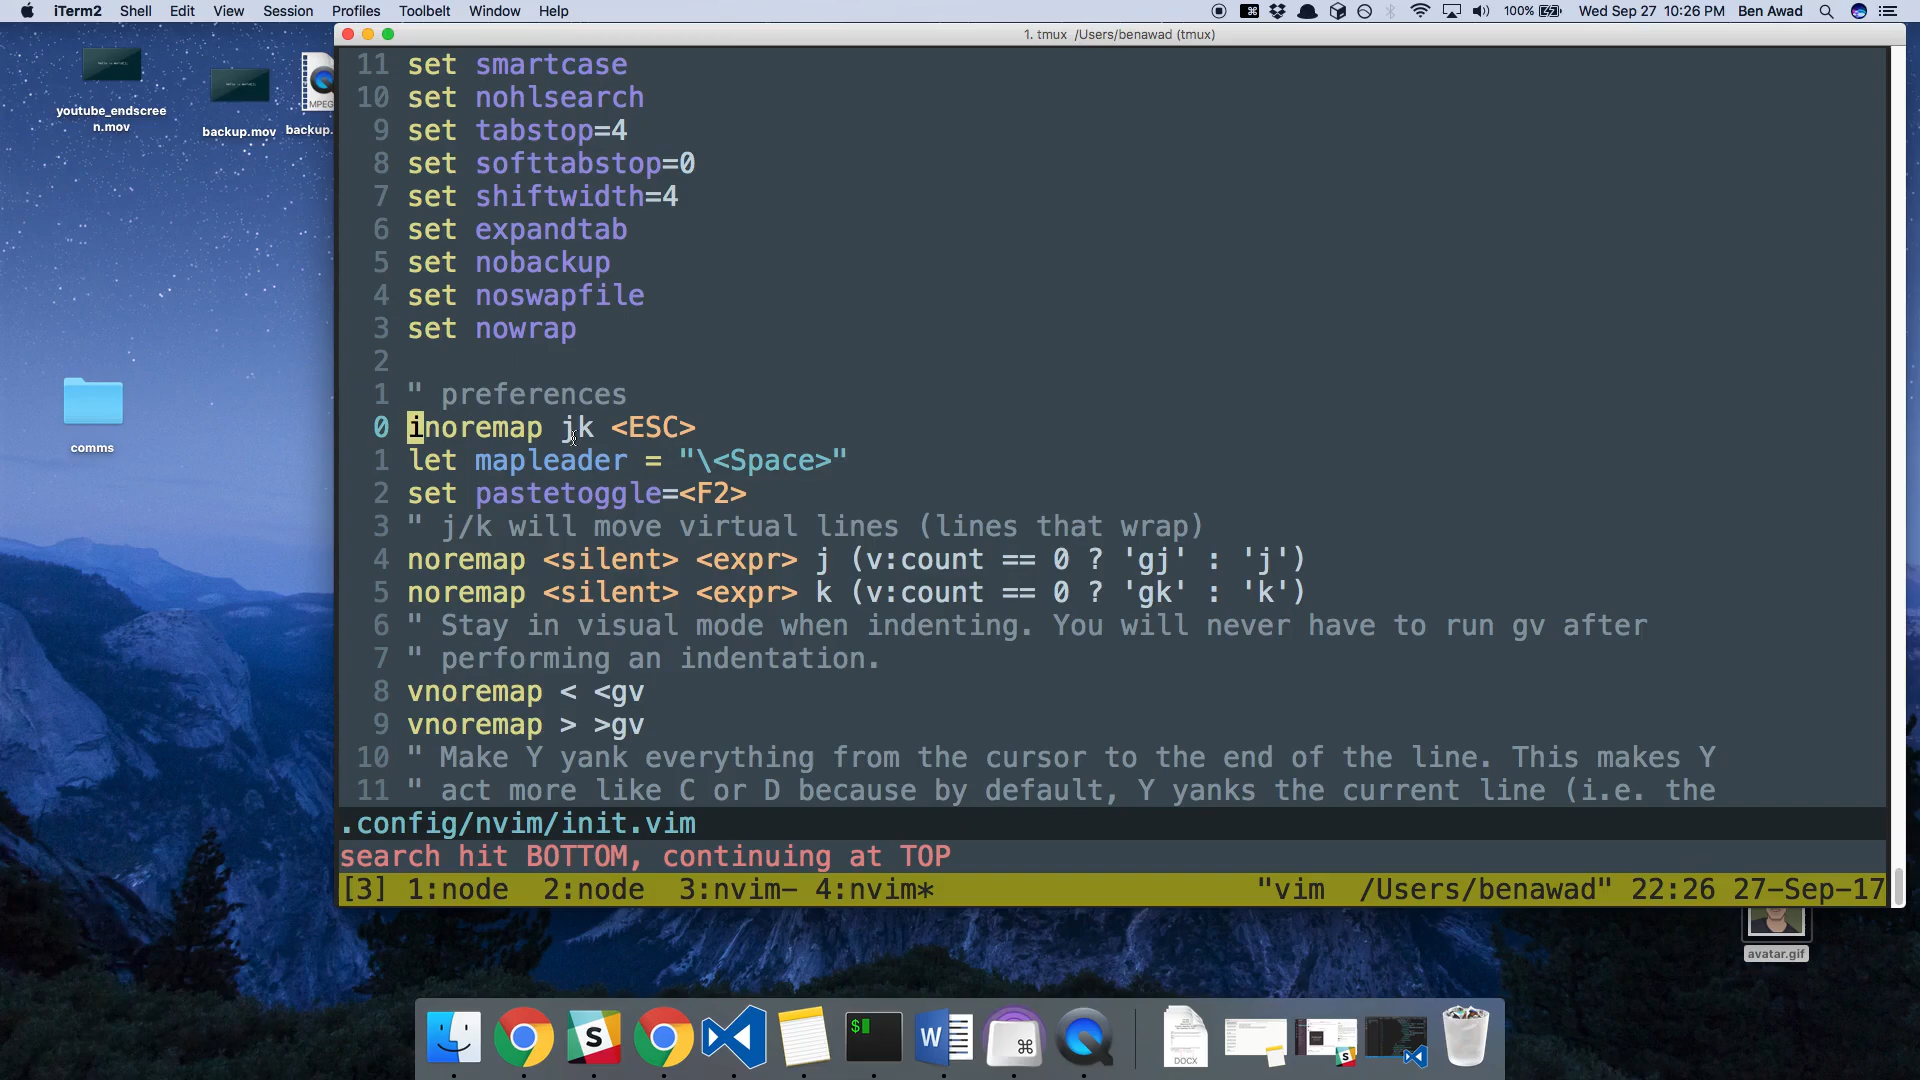 iTerm2 Shell Edit View Session Profiles Toolbelt Window Help 100% Wed Sep 27 10:26 PM Ben Awad
1. tmux /Users/benawad (tmux)
youtube_endscree
n.mov
backup.mov
backup.
MPEG
comms
11 set smartcase
10 set nohlsearch
9 set tabstop=4
8 set softtabstop=0
7 set shiftwidth=4
6 set expandtab
5 set nobackup
4 set noswapfile
3 set nowrap
2
1 " preferences
0 inoremap jk <ESC>
1 let mapleader = "\<Space>"
2 set pastetoggle=<F2>
3 " j/k will move virtual lines (lines that wrap)
4 noremap <silent> <expr> j (v:count == 0 ? 'gj' : 'j')
5 noremap <silent> <expr> k (v:count == 0 ? 'gk' : 'k')
6 " Stay in visual mode when indenting. You will never have to run gv after
7 " performing an indentation.
8 vnoremap < <gv
9 vnoremap > >gv
10 " Make Y yank everything from the cursor to the end of the line. This makes Y
11 " act more like C or D because by default, Y yanks the current line (i.e. the
.config/nvim/init.vim
search hit BOTTOM, continuing at TOP
[3] 1:node 2:node 3:nvim- 4:nvim* "vim /Users/benawad" 22:26 27-Sep-17
avatar.gif
S
$
W
⌘
DOCX